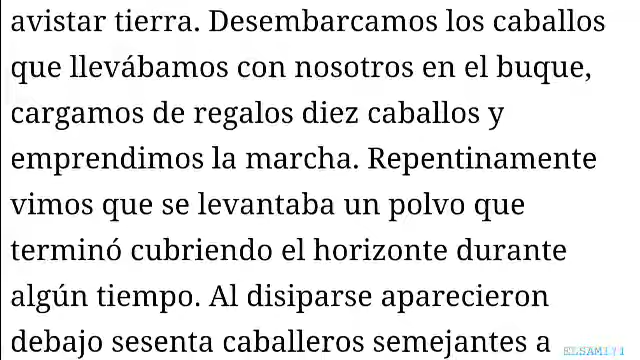 avistar tierra. Desembarcamos los caballos
que llevábamos con nosotros en el buque,
cargamos de regalos diez caballos y
emprendimos la marcha. Repentinamente
vimos que se levantaba un polvo que
terminó cubriendo el horizonte durante
algún tiempo. Al disiparse aparecieron
debajo sesenta caballeros semejantes a